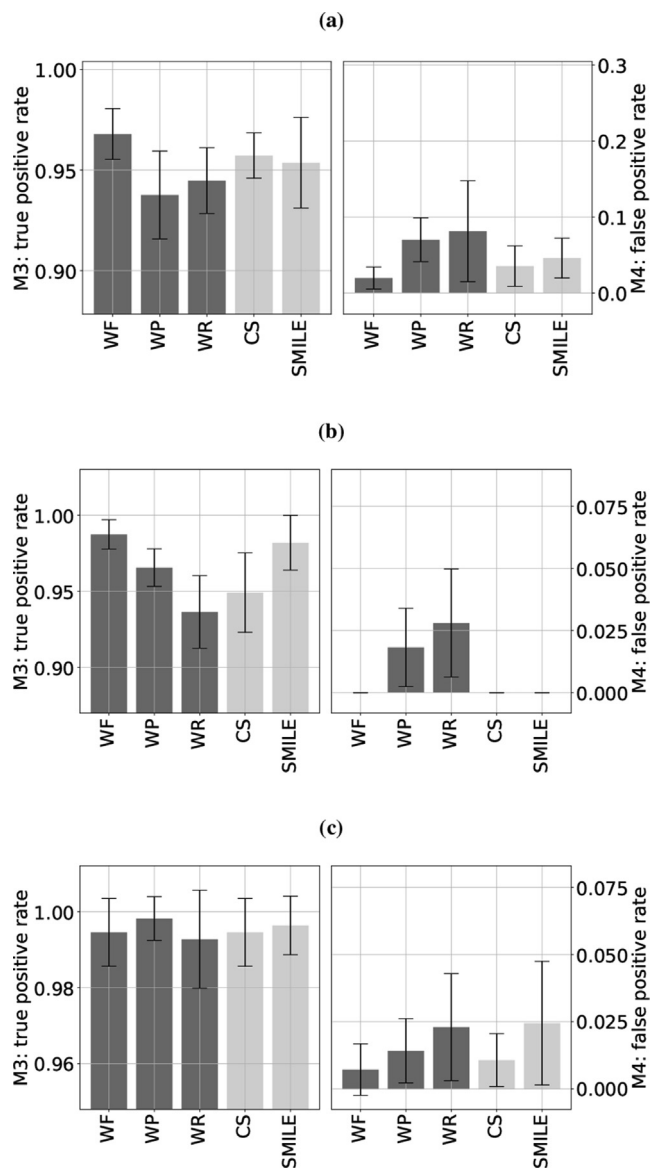 (a)
M3: true positive rate
1.00
0.95
0.90
WF
WP
WR
CS
SMILE
0.3
0.2
0.1
0.0
M4: false positive rate
WF
WP
WR
CS
SMILE
(b)
M3: true positive rate
1.00
0.95
0.90
WF
WP
WR
CS
SMILE
0.075
0.050
0.025
0.000
M4: false positive rate
WF
WP
WR
CS
SMILE
(c)
M3: true positive rate
1.00
0.98
0.96
WF
WP
WR
CS
SMILE
0.075
0.050
0.025
0.000
M4: false positive rate
WF
WP
WR
CS
SMILE